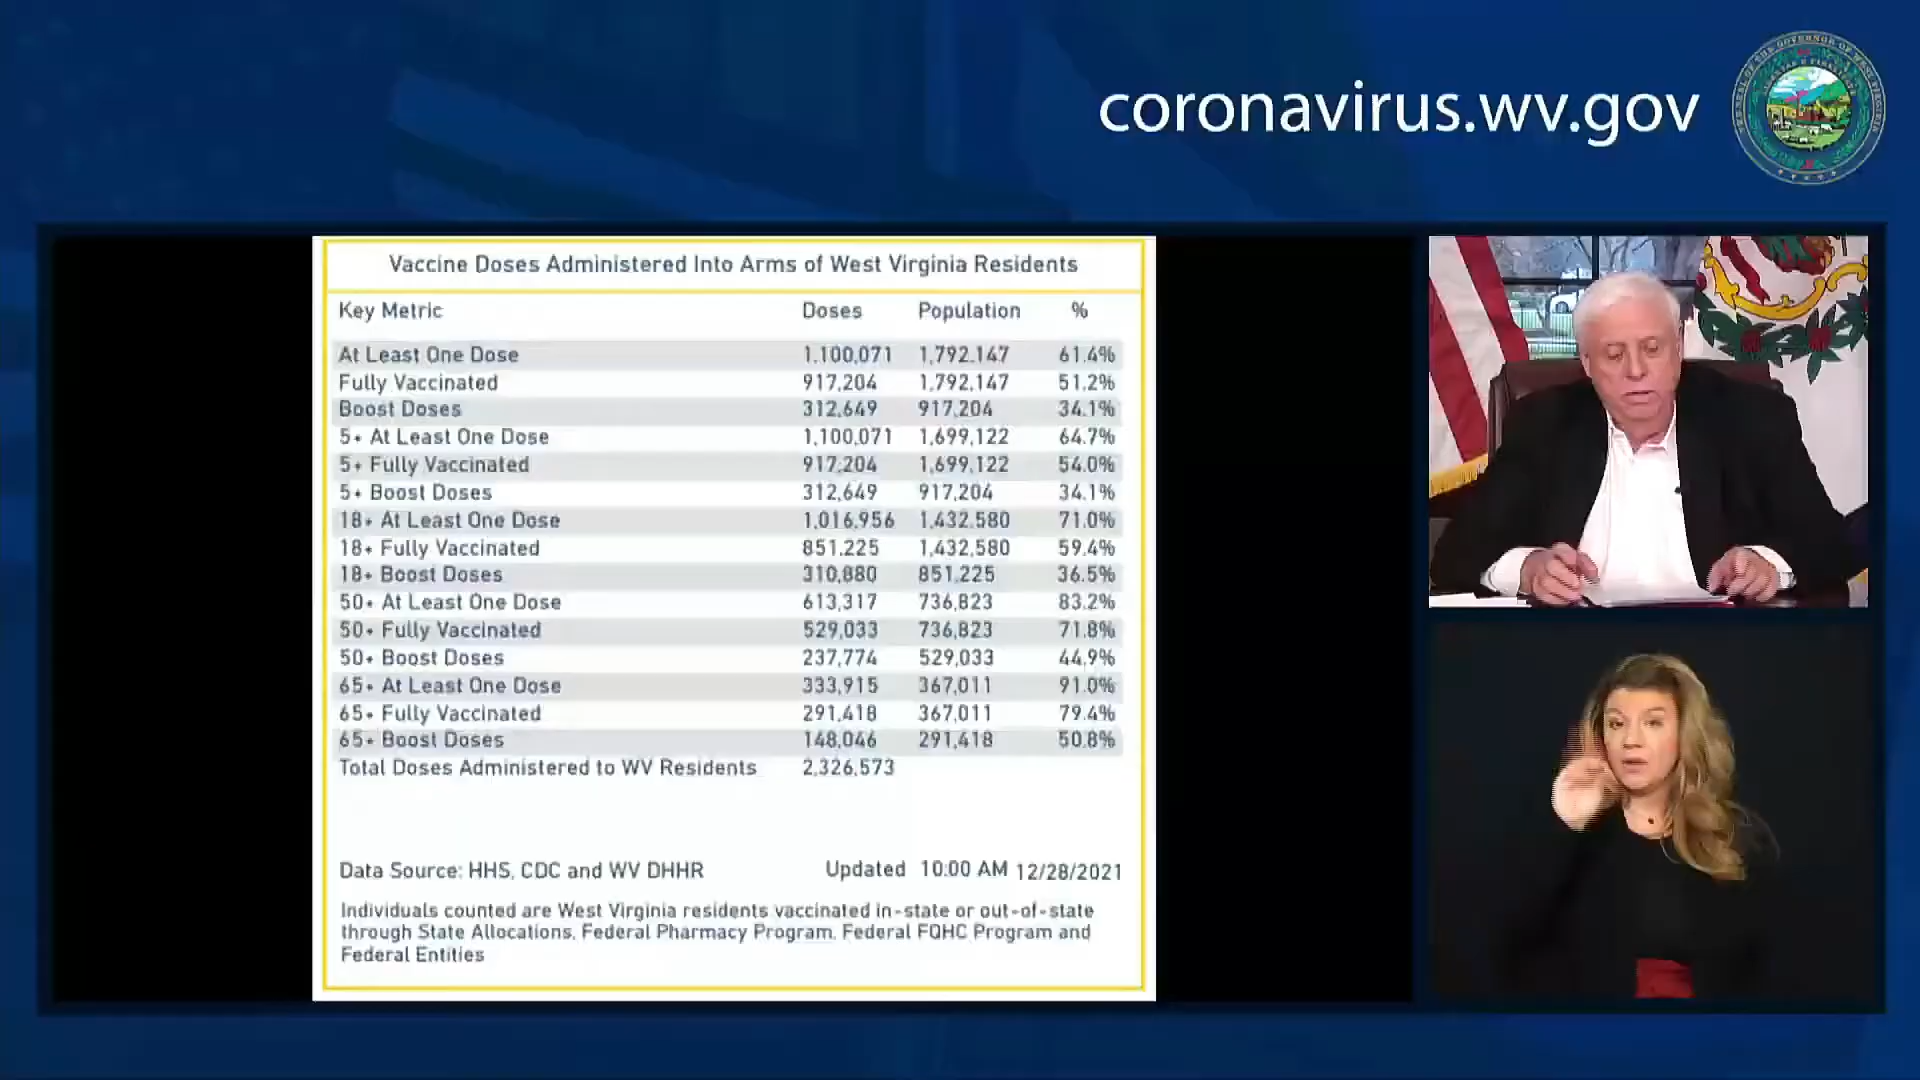 coronavirus.wv.gov
Vaccine Doses Administered Into Arms of West Virginia Residents
Key Metric Doses Population %
At Least One Dose 1,100,071 1,792,147 61.4%
Fully Vaccinated 917,204 1,792,147 51.2%
Boost Doses 312,649 917,204 34.1%
5+ At Least One Dose 1,100,071 1,699,122 64.7%
5+ Fully Vaccinated 917,204 1,699,122 54.0%
5+ Boost Doses 312,649 917,204 34.1%
18+ At Least One Dose 1,016,956 1,432,580 71.0%
18+ Fully Vaccinated 851,225 1,432,580 59.4%
18+ Boost Doses 310,880 851,225 36.5%
50+ At Least One Dose 613,317 736,823 83.2%
50+ Fully Vaccinated 529,033 736,823 71.8%
50+ Boost Doses 237,774 529,033 44.9%
65+ At Least One Dose 333,915 367,011 91.0%
65+ Fully Vaccinated 291,418 367,011 79.4%
65+ Boost Doses 148,046 291,418 50.8%
Total Doses Administered to WV Residents 2,326,573
Data Source: HHS, CDC and WV DHHR Updated 10:00 AM 12/28/2021
Individuals counted are West Virginia residents vaccinated in-state or out-of-state
through State Allocations, Federal Pharmacy Program, Federal FQHC Program and
Federal Entities